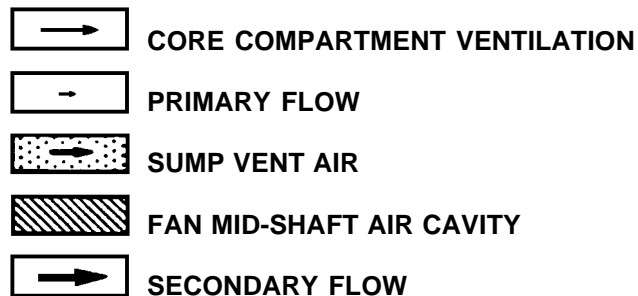 CORE COMPARTMENT VENTILATION
PRIMARY FLOW
SUMP VENT AIR
FAN MID-SHAFT AIR CAVITY
SECONDARY FLOW